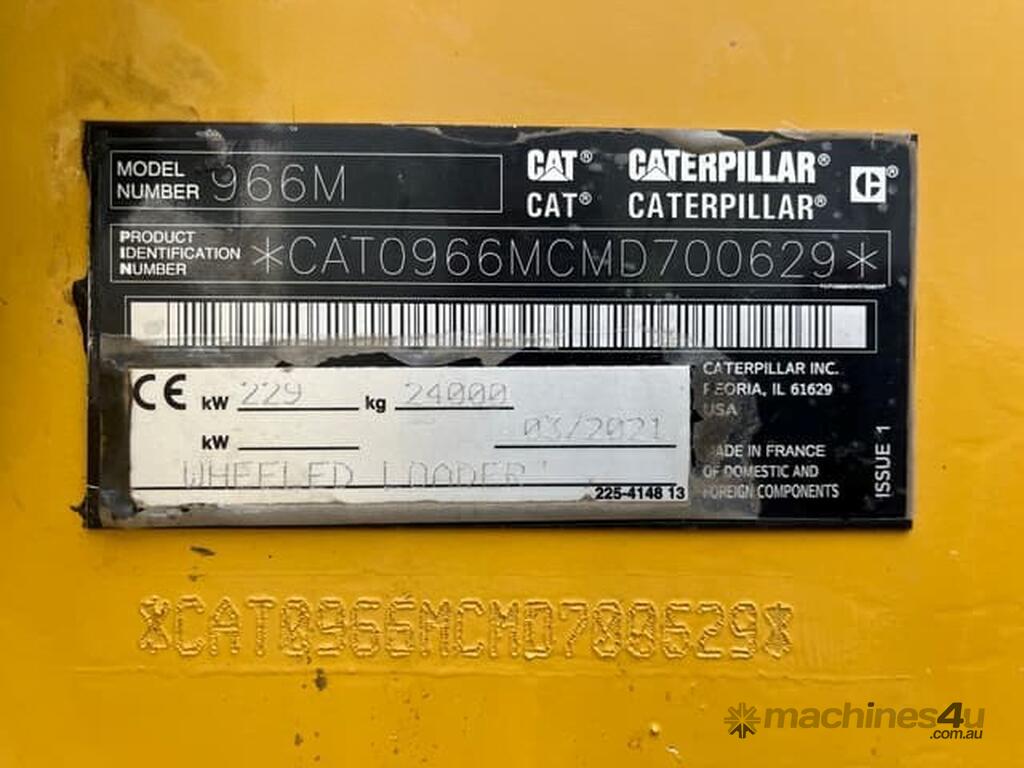 MODEL
NUMBER 966M
CAT® CATERPILLAR®
CAT® CATERPILLAR®
PRODUCT
IDENTIFICATION
NUMBER
*CAT0966MCMD700629*
CE kW 229 kg 24000
kW 03/2021
WHEELED LOADER
225-4148 13
CATERPILLAR INC.
PEORIA, IL 61629
USA
MADE IN FRANCE
OF DOMESTIC AND
FOREIGN COMPONENTS
ISSUE 1
*CAT0966MCMD700629*
machines4u
.com.au